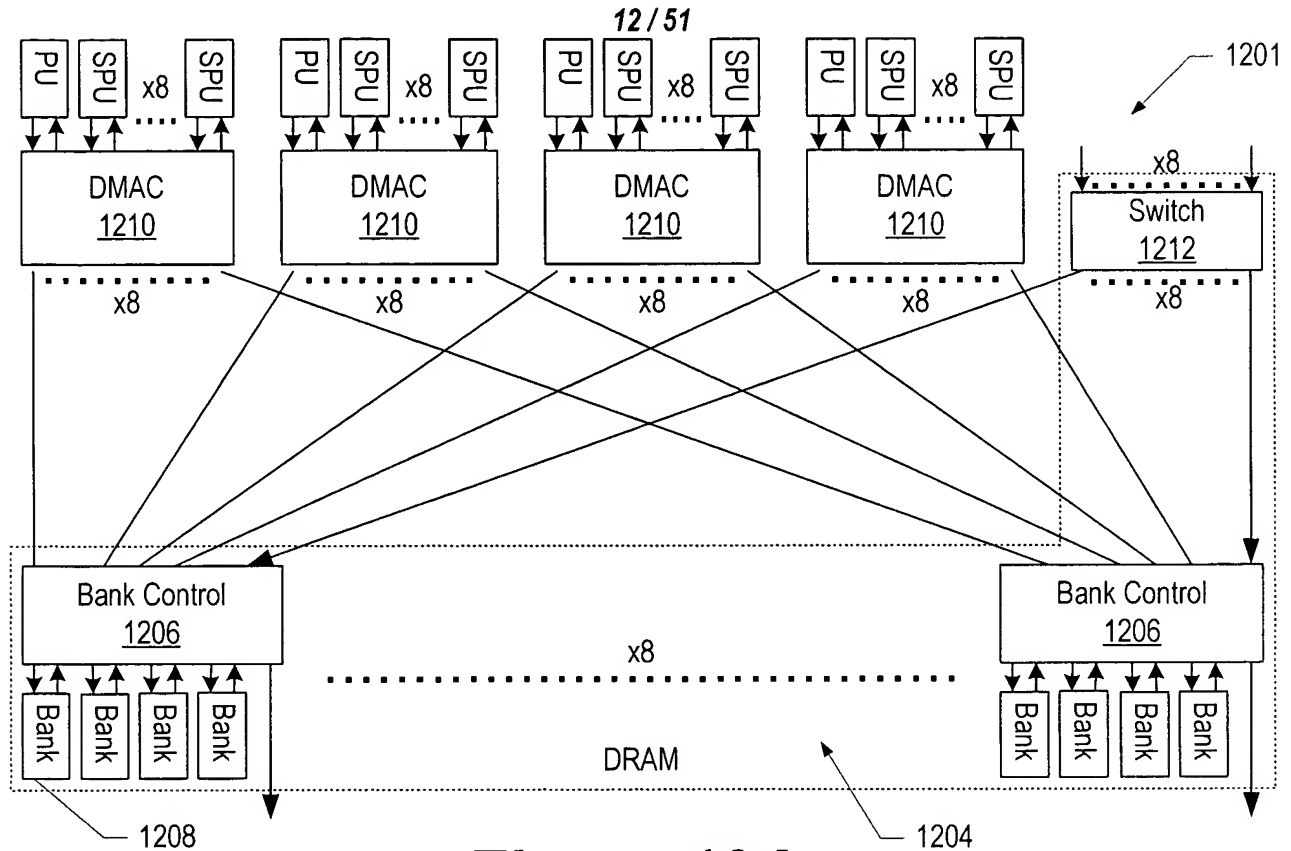 12 / 51
PU SPU x8 SPU PU SPU x8 SPU PU SPU x8 SPU PU SPU x8 SPU
1201
DMAC DMAC DMAC DMAC
1210 1210 1210 1210
x8
Switch
1212
x8 x8 x8 x8 x8
Bank Control Bank Control
1206 1206
x8
Bank Bank Bank Bank Bank Bank Bank Bank
DRAM
1208 1204